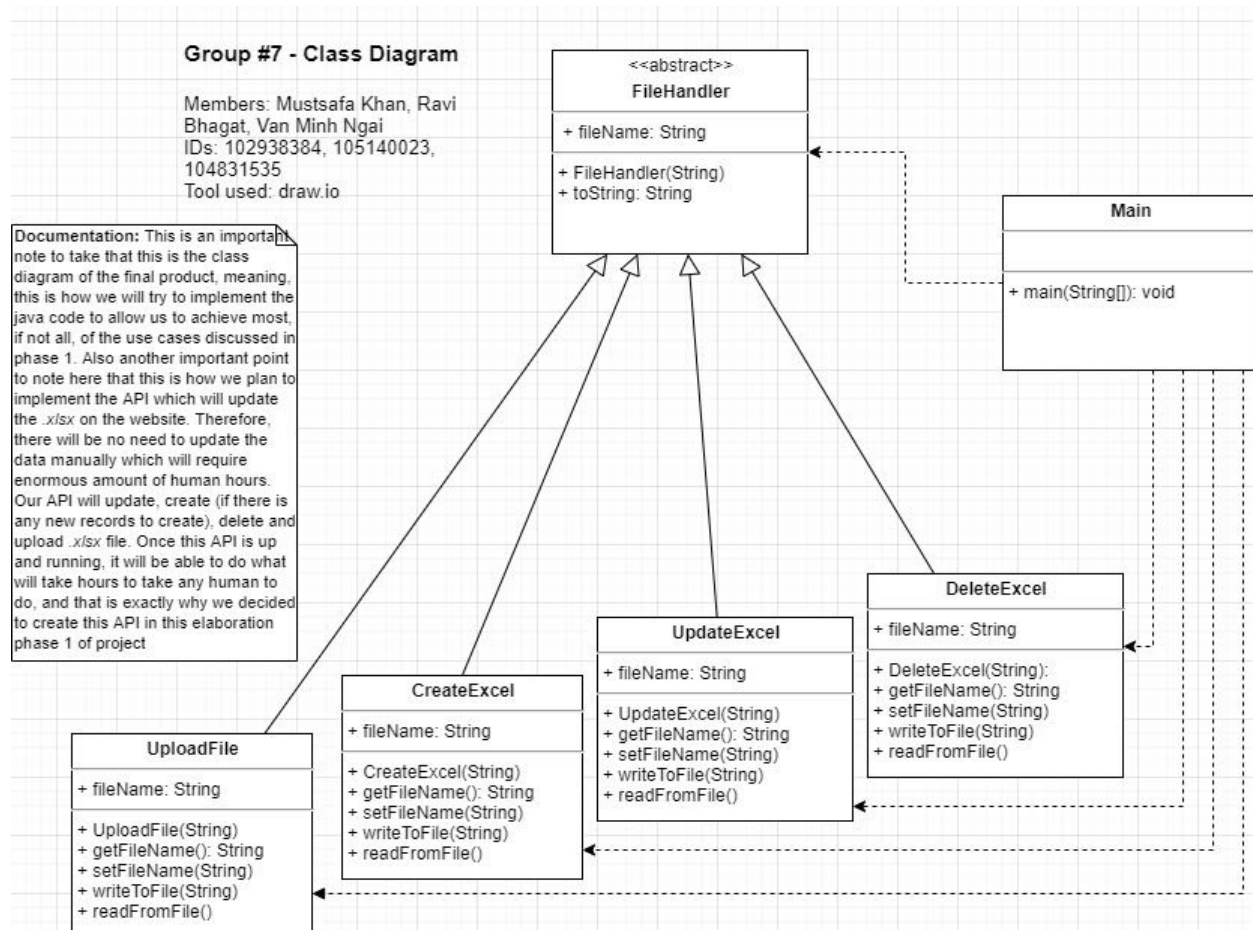 Group #7 - Class Diagram
Members: Mustsafa Khan, Ravi
Bhagat, Van Minh Ngai
IDs: 102938384, 105140023,
104831535
Tool used: draw.io
Documentation: This is an important
note to take that this is the class
diagram of the final product, meaning,
this is how we will try to implement the
java code to allow us to achieve most,
if not all, of the use cases discussed in
phase 1. Also another important point
to note here that this is how we plan to
implement the API which will update
the .xlsx on the website. Therefore,
there will be no need to update the
data manually which will require
enormous amount of human hours.
Our API will update, create (if there is
any new records to create), delete and
upload .xlsx file. Once this API is up
and running, it will be able to do what
will take hours to take any human to
do, and that is exactly why we decided
to create this API in this elaboration
phase 1 of project
<<abstract>>
FileHandler
+ fileName: String
+ FileHandler(String)
+ toString: String
Main
+ main(String[]): void
UploadFile
+ fileName: String
+ UploadFile(String)
+ getFileName(): String
+ setFileName(String)
+ writeToFile(String)
+ readFromFile()
CreateExcel
+ fileName: String
+ CreateExcel(String)
+ getFileName(): String
+ setFileName(String)
+ writeToFile(String)
+ readFromFile()
UpdateExcel
+ fileName: String
+ UpdateExcel(String)
+ getFileName(): String
+ setFileName(String)
+ writeToFile(String)
+ readFromFile()
DeleteExcel
+ fileName: String
+ DeleteExcel(String):
+ getFileName(): String
+ setFileName(String)
+ writeToFile(String)
+ readFromFile()